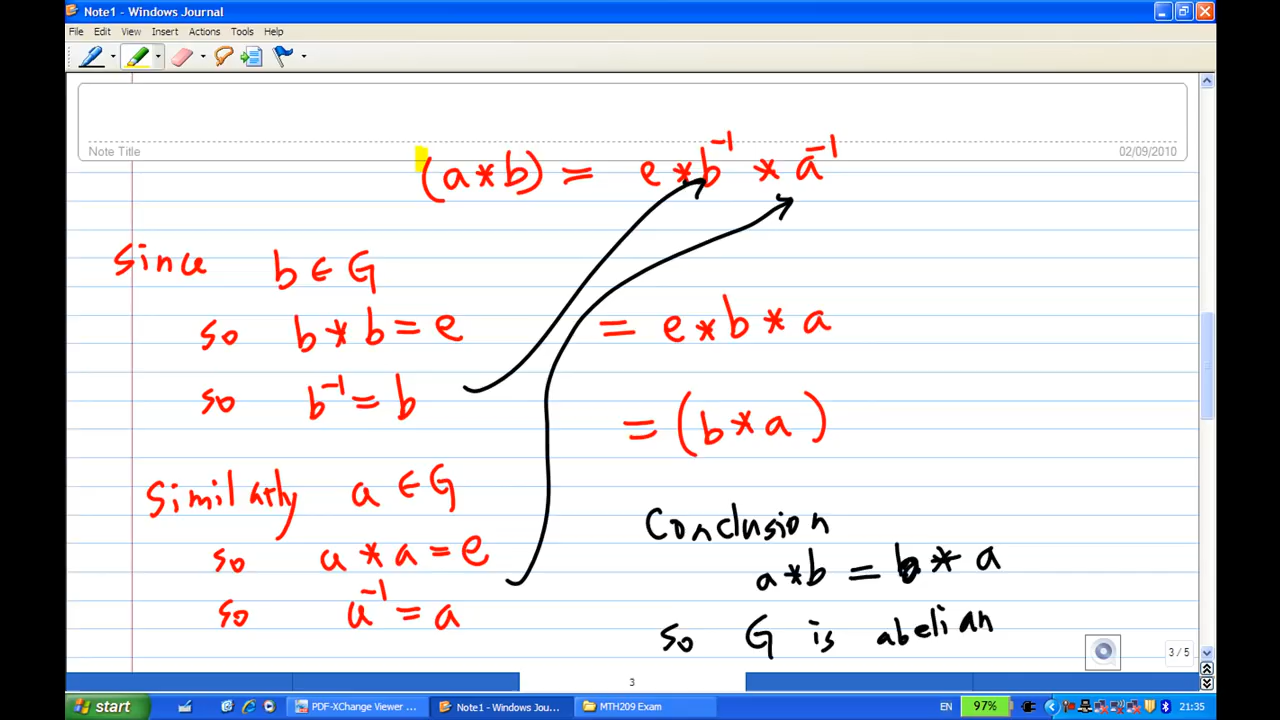 Note1 - Windows Journal
File Edit View Insert Actions Tools Help
Note Title
02/09/2010
(a * b) = e * b⁻¹ * a⁻¹
Since b ∈ G
so b * b = e
= e * b * a
so b⁻¹ = b
= (b * a)
Similarly a ∈ G
so a * a = e
so a⁻¹ = a
Conclusion
a * b = b * a
so G is abelian
3 / 5
3
start
PDF-XChange Viewer ...
Note1 - Windows Jou...
MTH209 Exam
EN
97%
21:35